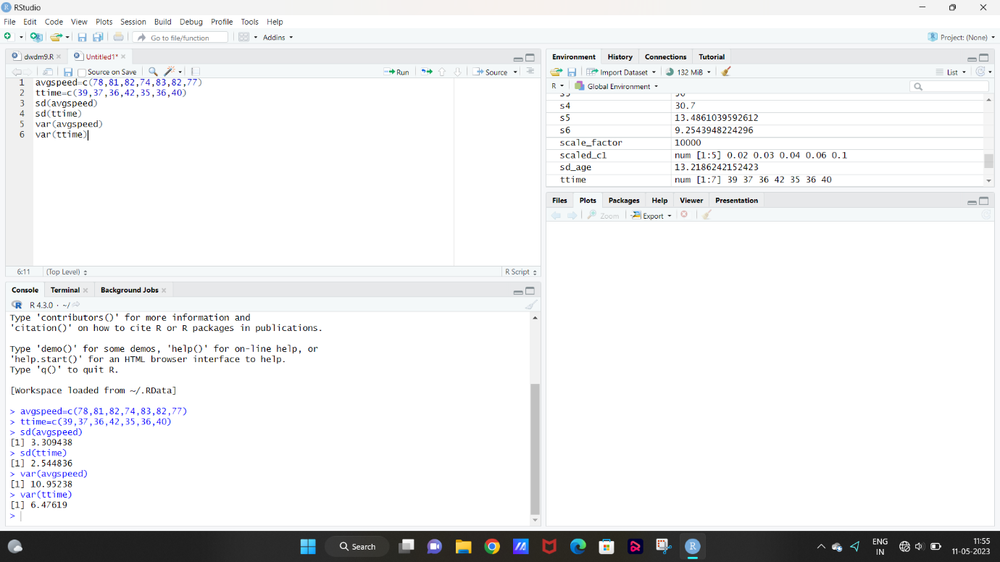 RStudio
File Edit Code View Plots Session Build Debug Profile Tools Help
Go to file/function Addins Project: (None)
dwdm9.R Untitled1*
Source on Save Run Source
1 avgspeed=c(78,81,82,74,83,82,77)
2 ttime=c(39,37,36,42,35,36,40)
3 sd(avgspeed)
4 sd(ttime)
5 var(avgspeed)
6 var(ttime)
6:11 (Top Level) R Script
Console Terminal Background Jobs
R 4.3.0 · ~/
Type 'contributors()' for more information and
'citation()' on how to cite R or R packages in publications.
Type 'demo()' for some demos, 'help()' for on-line help, or
'help.start()' for an HTML browser interface to help.
Type 'q()' to quit R.
[Workspace loaded from ~/.RData]
> avgspeed=c(78,81,82,74,83,82,77)
> ttime=c(39,37,36,42,35,36,40)
> sd(avgspeed)
[1] 3.309438
> sd(ttime)
[1] 2.544836
> var(avgspeed)
[1] 10.95238
> var(ttime)
[1] 6.47619
>
Environment History Connections Tutorial
Import Dataset 132 MiB List
R Global Environment
s4 30.7
s5 13.4861039592612
s6 9.2543948224296
scale_factor 10000
scaled_c1 num [1:5] 0.02 0.03 0.04 0.06 0.1
sd_age 13.2186242152423
ttime num [1:7] 39 37 36 42 35 36 40
Files Plots Packages Help Viewer Presentation
Zoom Export
Search
ENG
IN
11:55
11-05-2023